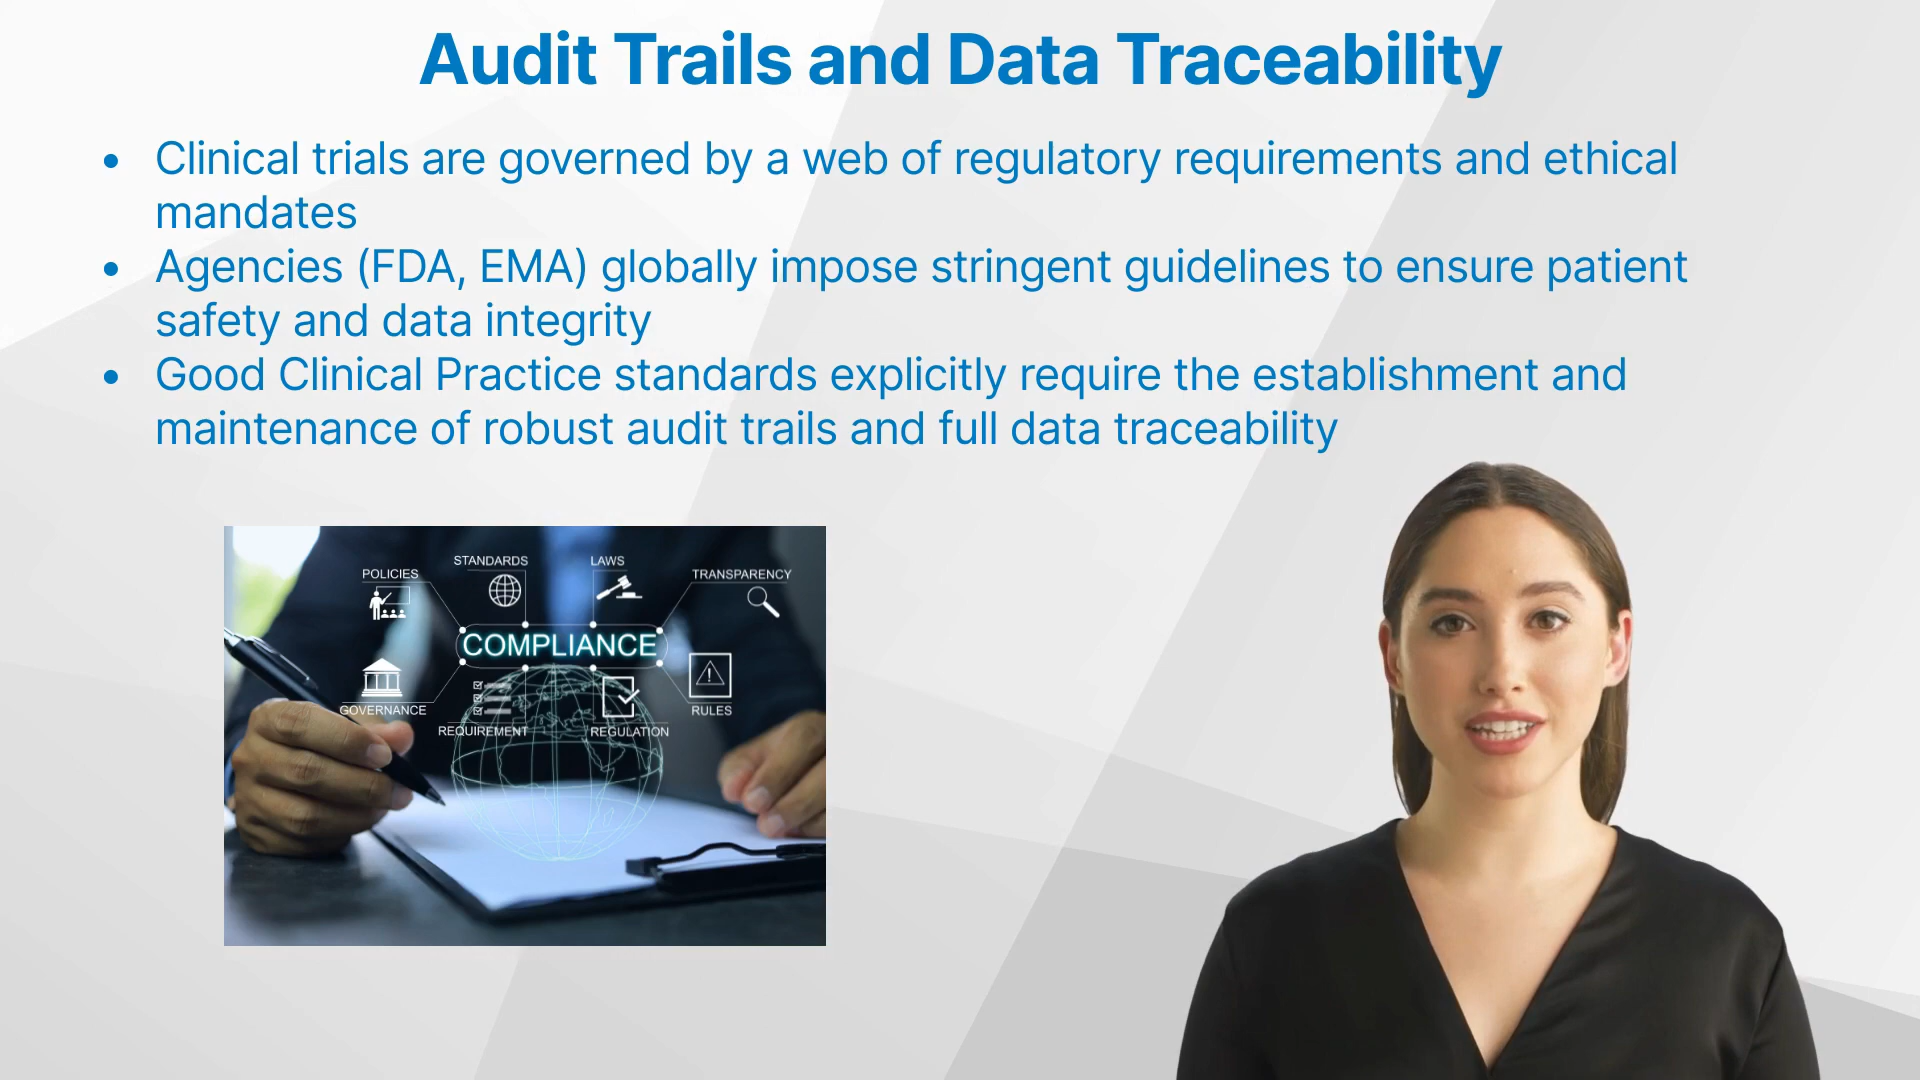 Audit Trails and Data Traceability
• Clinical trials are governed by a web of regulatory requirements and ethical
mandates
• Agencies (FDA, EMA) globally impose stringent guidelines to ensure patient
safety and data integrity
• Good Clinical Practice standards explicitly require the establishment and
maintenance of robust audit trails and full data traceability
STANDARDS LAWS
POLICIES TRANSPARENCY
COMPLIANCE
GOVERNANCE RULES
REQUIREMENT REGULATION